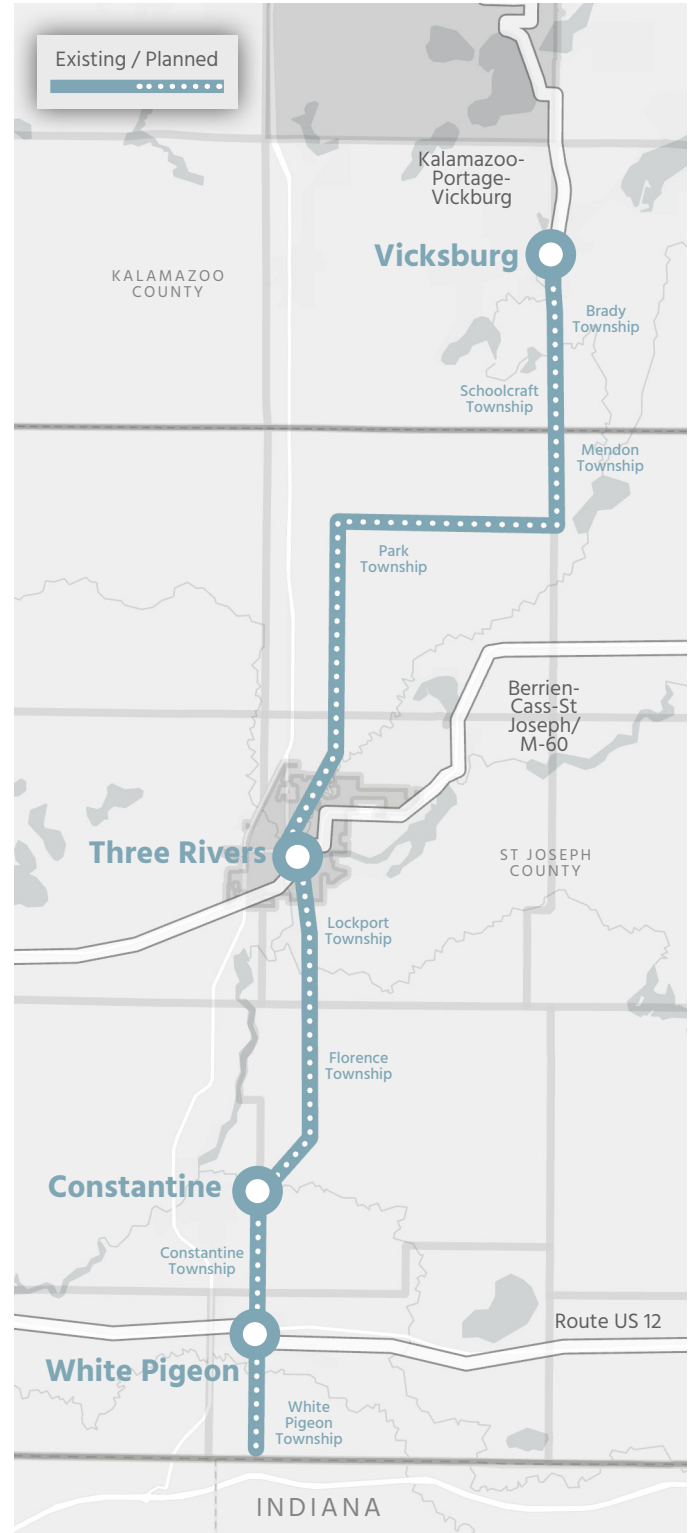 Existing / Planned
Kalamazoo-
Portage-
Vickburg
Vicksburg
KALAMAZOO
COUNTY
Brady
Township
Schoolcraft
Township
Mendon
Township
Park
Township
Berrien-
Cass-St
Joseph/
M-60
Three Rivers
ST JOSEPH
COUNTY
Lockport
Township
Florence
Township
Constantine
Constantine
Township
Route US 12
White Pigeon
White
Pigeon
Township
INDIANA